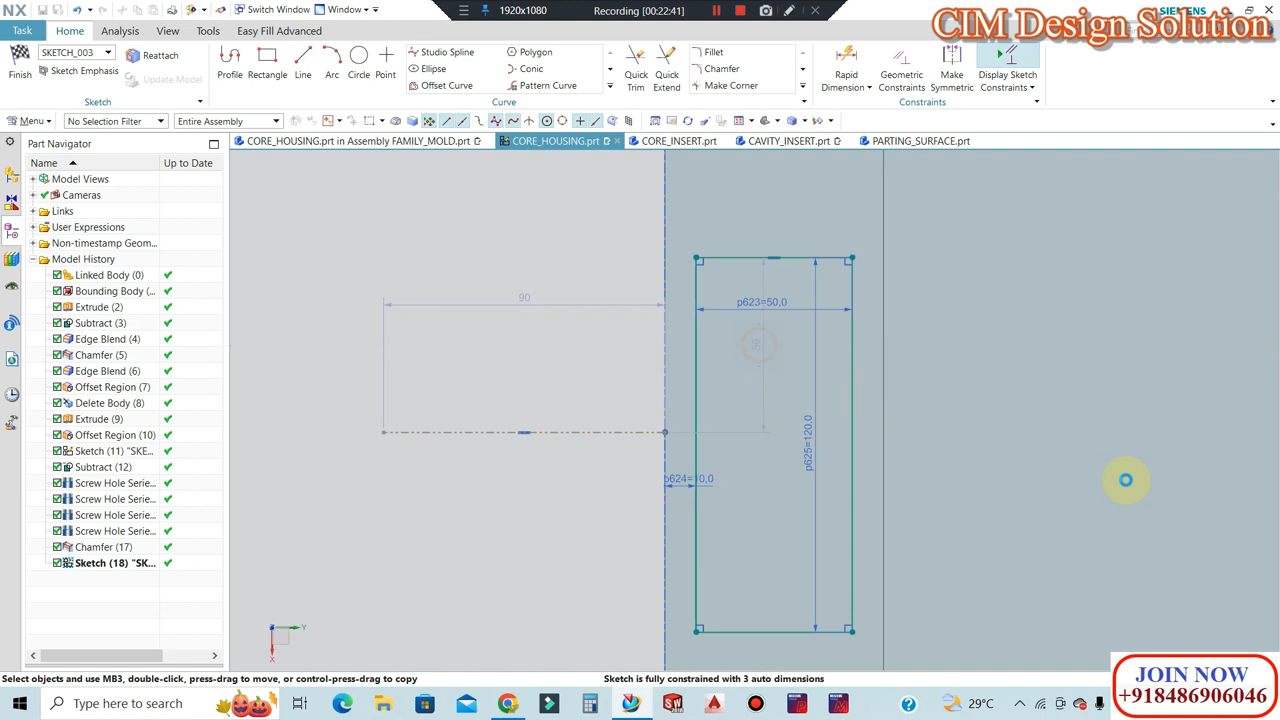 NX
Switch Window
Window
1920x1080
Recording [00:22:41]
SIEMENS
CIM Design Solution
Task
Home
Analysis
View
Tools
Easy Fill Advanced
Finish
SKETCH_003
Sketch Emphasis
Reattach
Update Model
Sketch
Profile
Rectangle
Line
Arc
Circle
Point
Studio Spline
Ellipse
Offset Curve
Polygon
Conic
Pattern Curve
Quick Trim
Quick Extend
Fillet
Chamfer
Make Corner
Curve
Rapid Dimension
Geometric Constraints
Make Symmetric
Display Sketch Constraints
Constraints
Menu
No Selection Filter
Entire Assembly
Part Navigator
CORE_HOUSING.prt in Assembly FAMILY_MOLD.prt
CORE_HOUSING.prt
CORE_INSERT.prt
CAVITY_INSERT.prt
PARTING_SURFACE.prt
Name
Up to Date
Model Views
Cameras
Links
User Expressions
Non-timestamp Geom...
Model History
Linked Body (0)
Bounding Body (...
Extrude (2)
Subtract (3)
Edge Blend (4)
Chamfer (5)
Edge Blend (6)
Offset Region (7)
Delete Body (8)
Extrude (9)
Offset Region (10)
Sketch (11) "SKE...
Subtract (12)
Screw Hole Serie...
Screw Hole Serie...
Screw Hole Serie...
Screw Hole Serie...
Chamfer (17)
Sketch (18) "SK...
90
p623=50,0
50
p625=120.0
p624=10,0
Y
X
Select objects and use MB3, double-click, press-drag to move, or control-press-drag to copy
Sketch is fully constrained with 3 auto dimensions
JOIN NOW
+918486906046
Type here to search
29°C